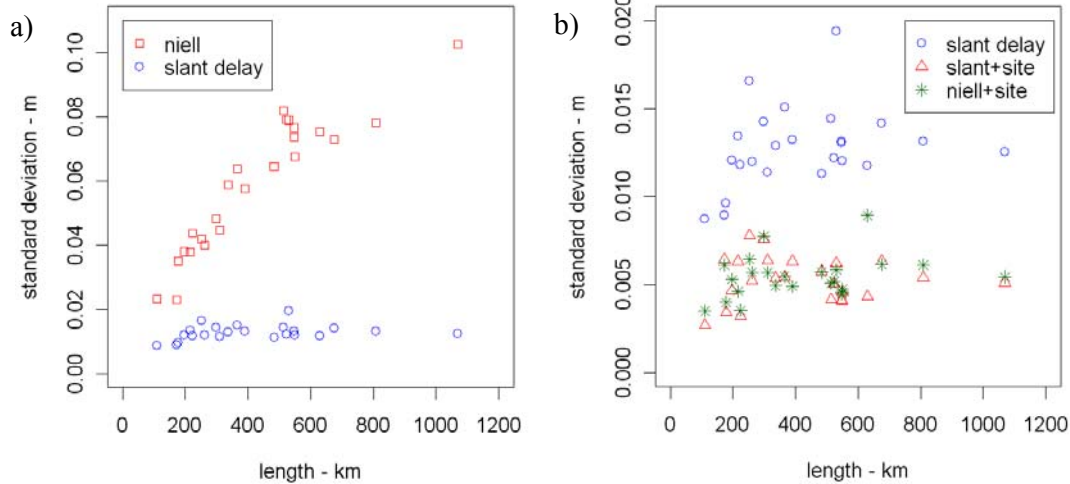 a)
niell
slant delay
standard deviation - m
0.10
0.08
0.06
0.04
0.02
0.00
0 200 400 600 800 1000 1200
length - km
b)
slant delay
slant+site
niell+site
standard deviation - m
0.020
0.015
0.010
0.005
0.000
0 200 400 600 800 1000 1200
length - km